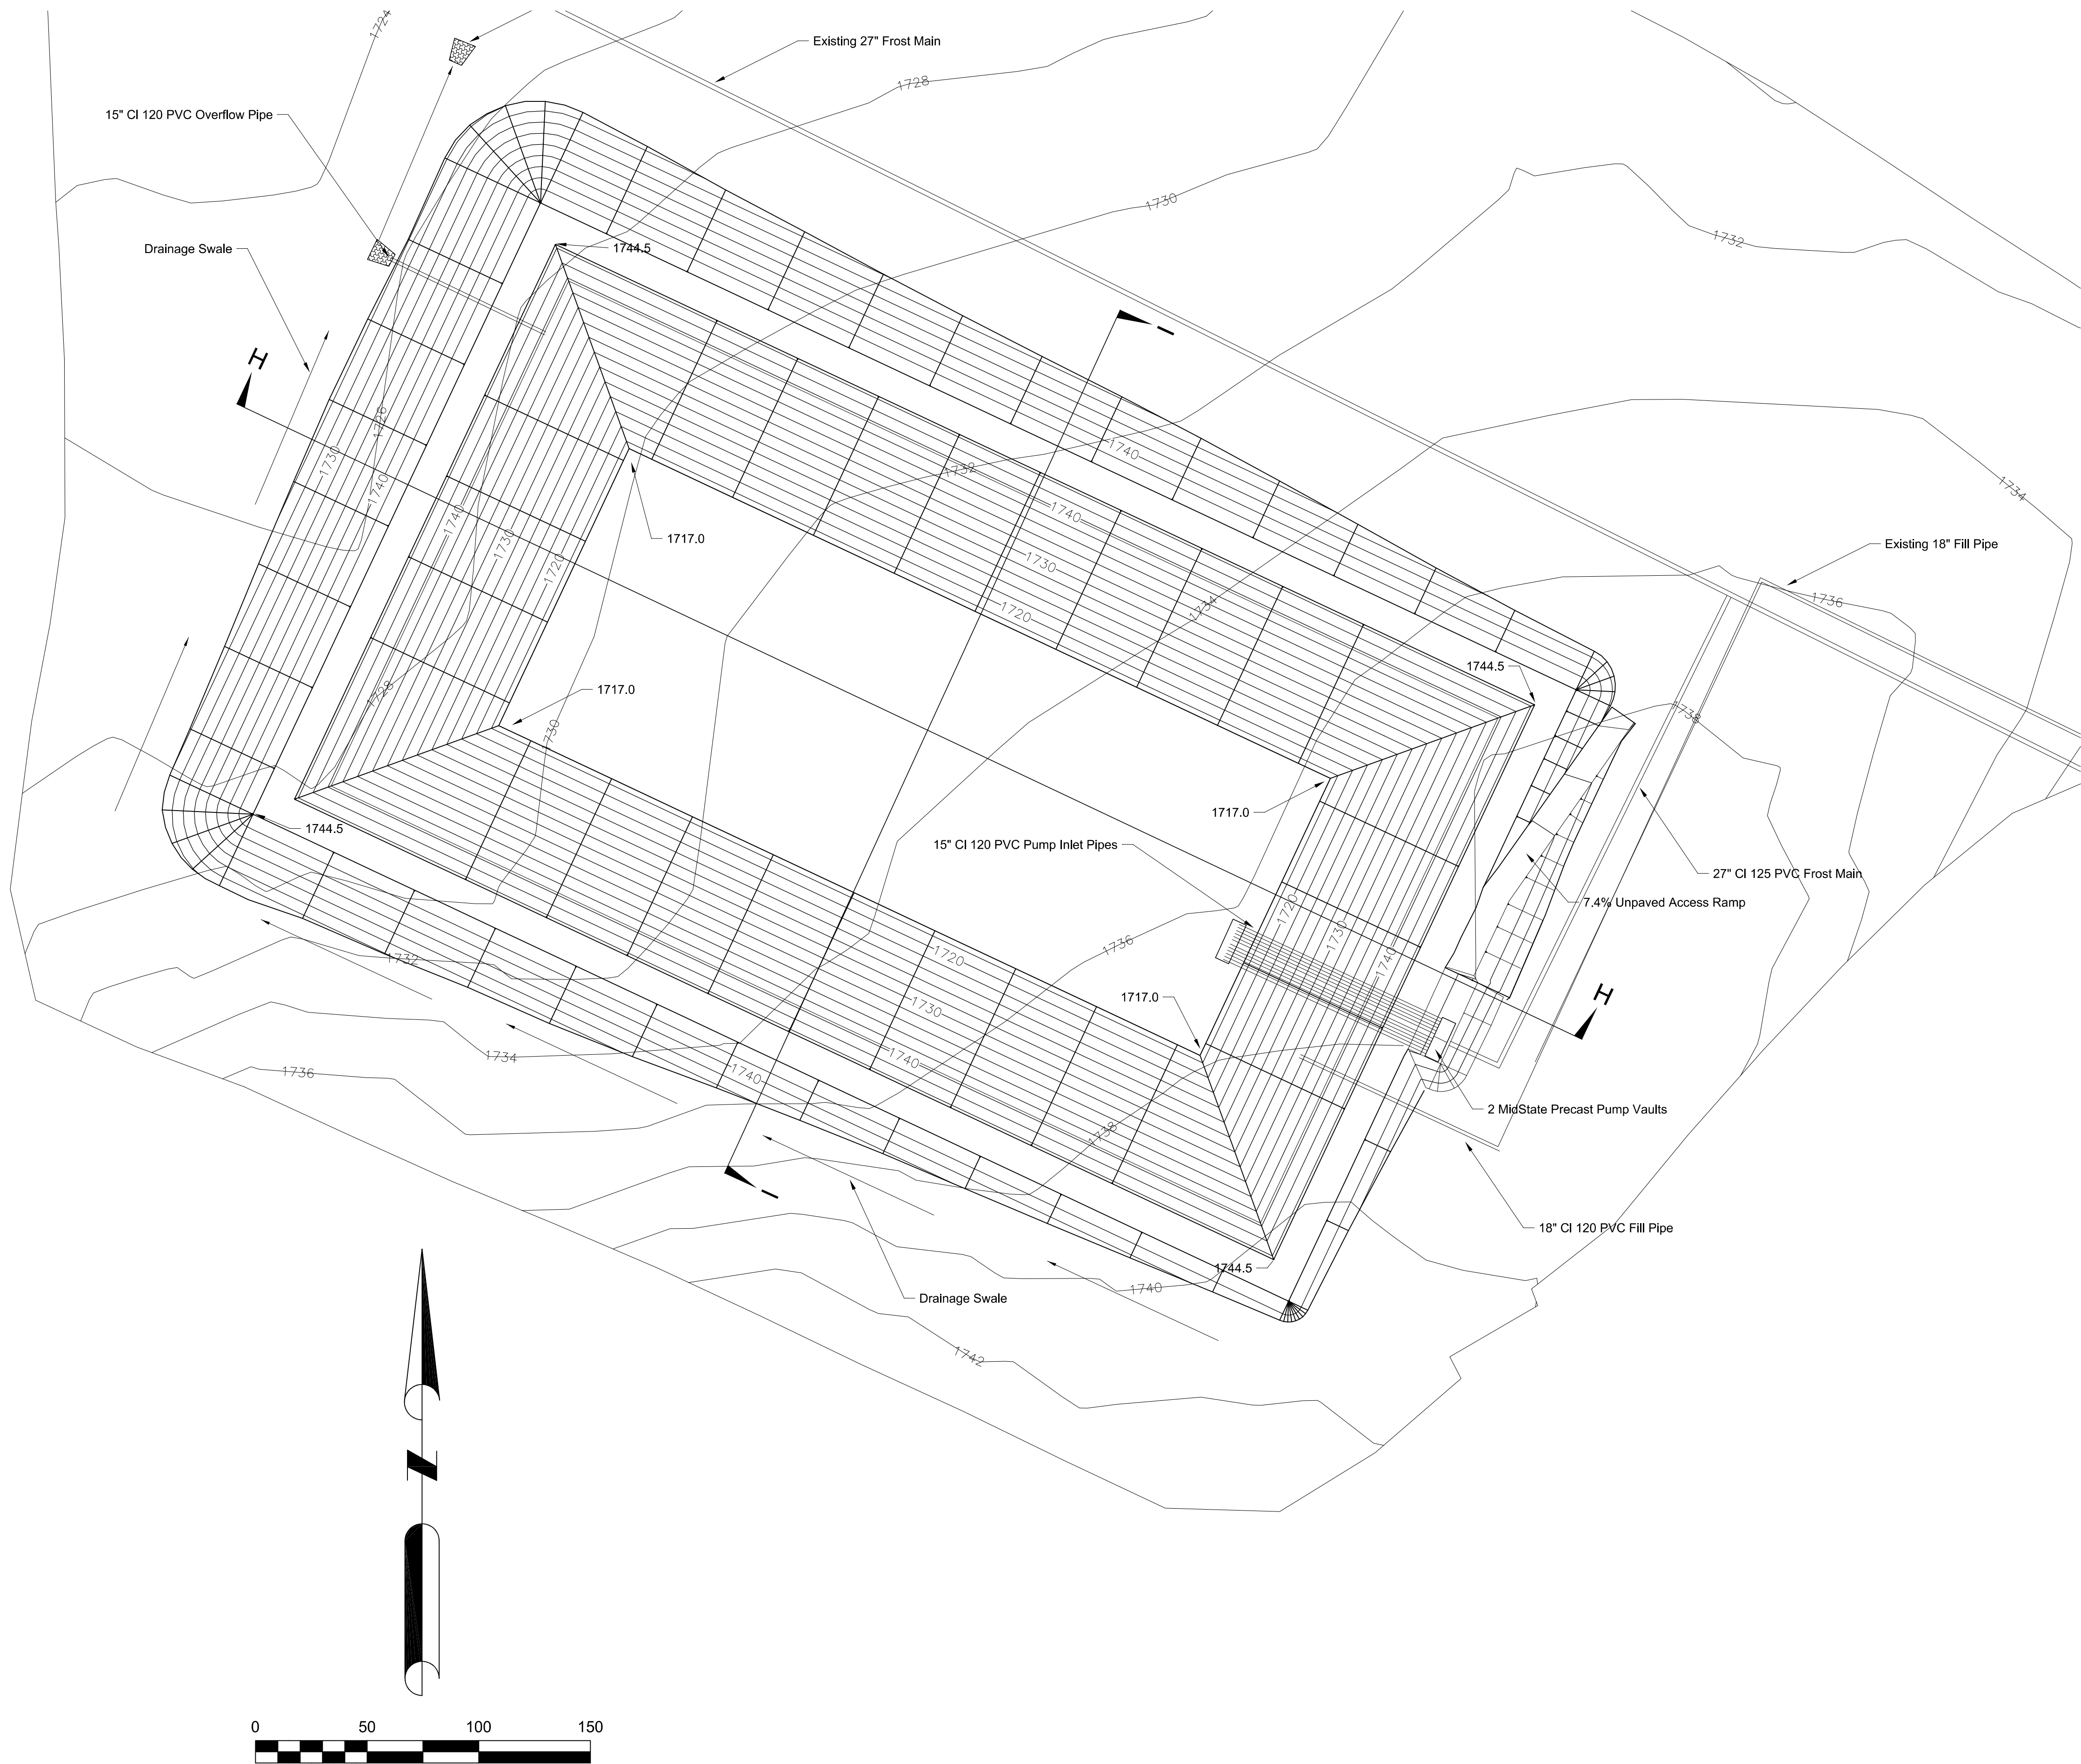 1724
Existing 27" Frost Main
1728
15" Cl 120 PVC Overflow Pipe
1730
1732
Drainage Swale
1744.5
H
I
1726
1740
1732
1730
1740
1740
1740
1734
1730
1717.0
1730
1720
Existing 18" Fill Pipe
1736
1720
1734
1744.5
1717.0
1728
1738
1730
1717.0
1744.5
15" Cl 120 PVC Pump Inlet Pipes
27" Cl 125 PVC Frost Main
7.4% Unpaved Access Ramp
1720
1730
1736
1720
1732
1740
1717.0
H
1730
1734
1740
1736
1740
2 MidState Precast Pump Vaults
1738
I
18" Cl 120 PVC Fill Pipe
1744.5
1740
Drainage Swale
1742
N
0 50 100 150